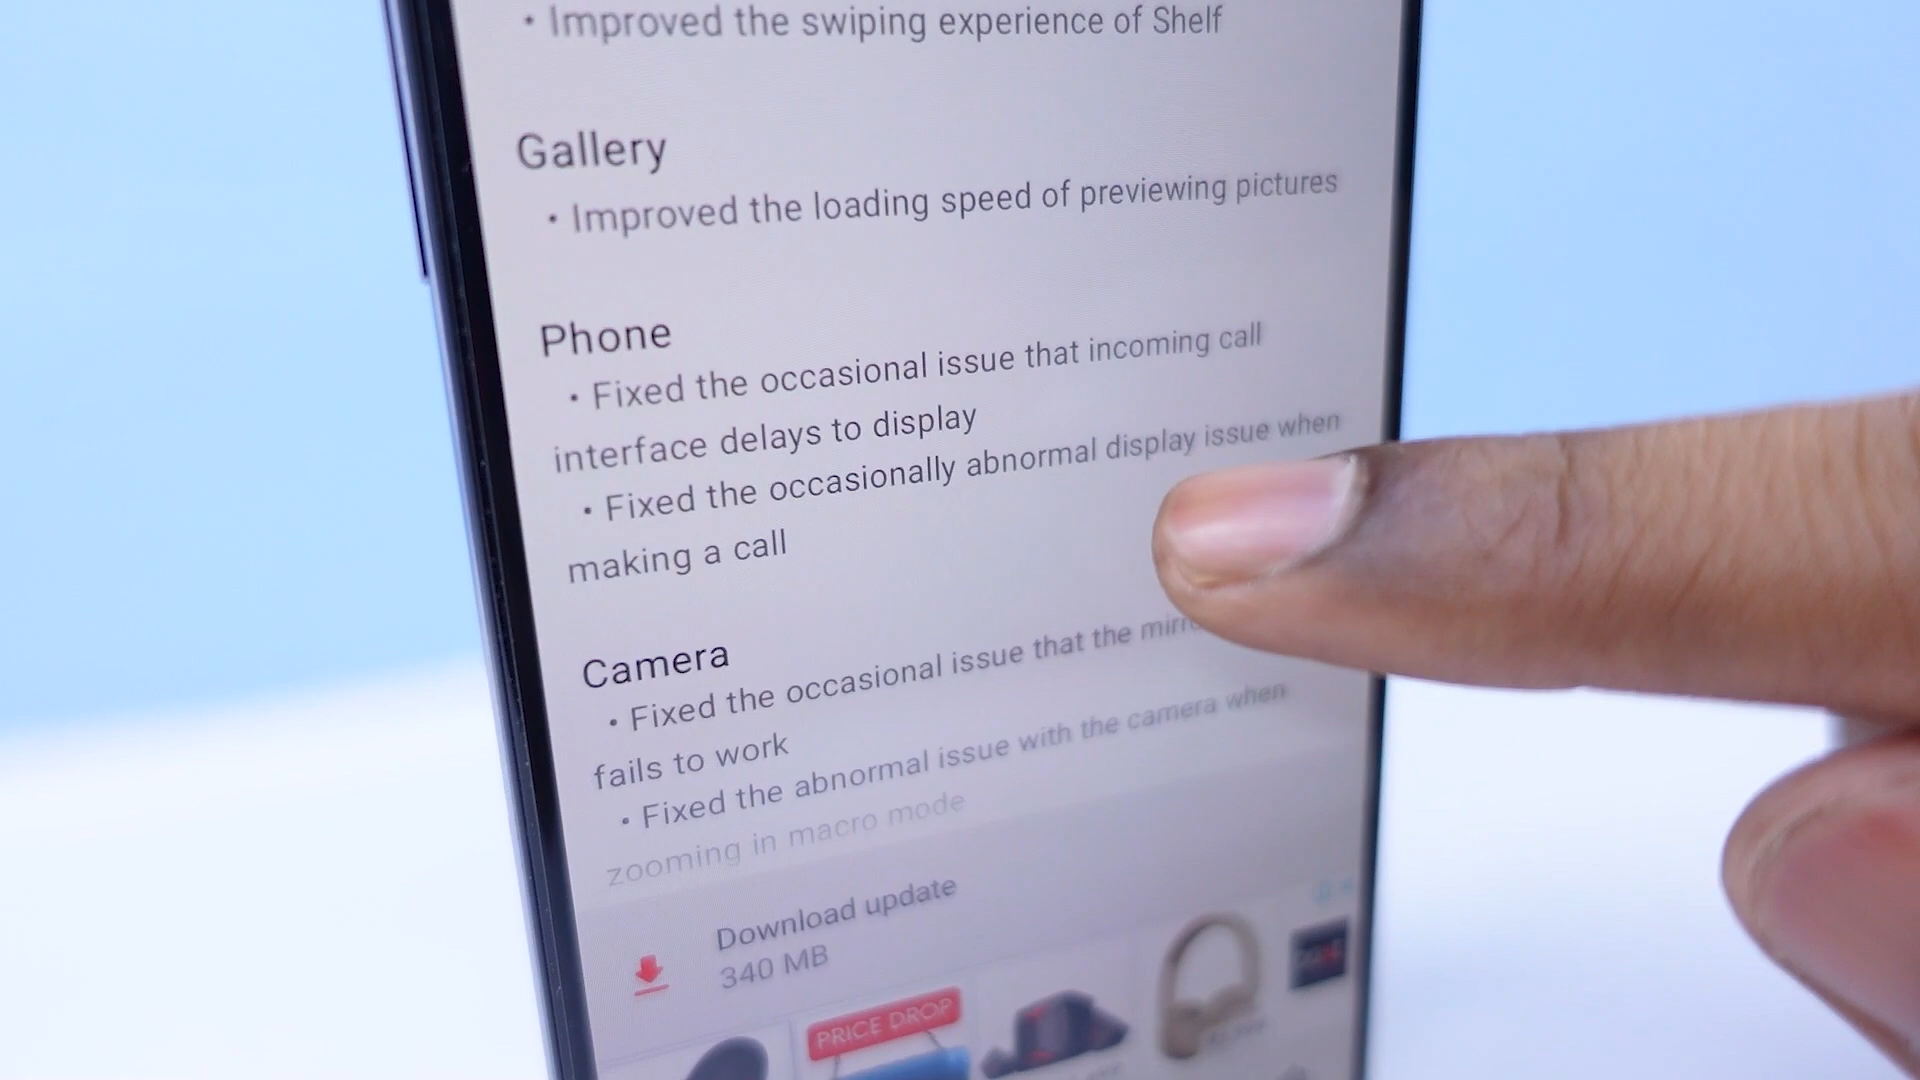 • Improved the swiping experience of Shelf
Gallery
• Improved the loading speed of previewing pictures
Phone
• Fixed the occasional issue that incoming call
interface delays to display
• Fixed the occasionally abnormal display issue when
making a call
Camera
• Fixed the occasional issue that the
fails to work
• Fixed the abnormal issue with the camera when
zooming in macro mode
Download update
340 MB
PRICE DROP